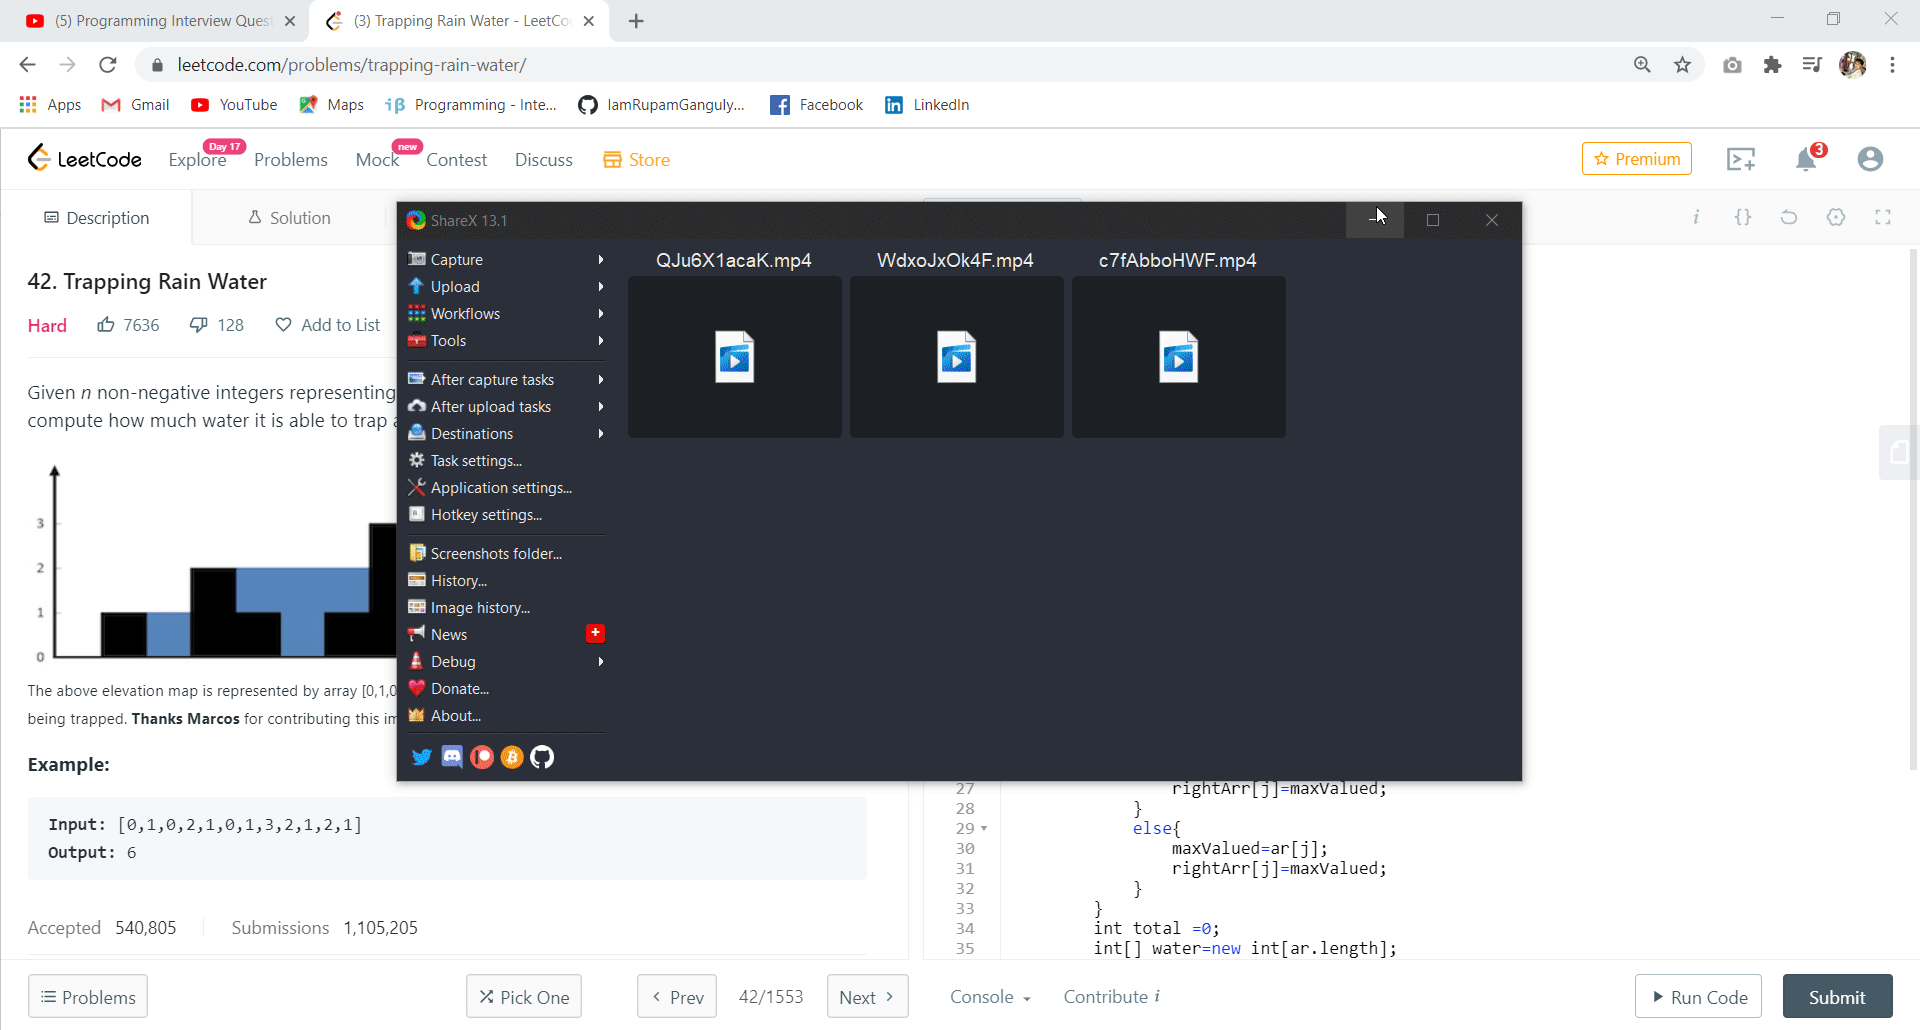 (5) Programming Interview Ques
(3) Trapping Rain Water - LeetCo
leetcode.com/problems/trapping-rain-water/
Apps
Gmail
YouTube
Maps
Programming - Inte...
IamRupamGanguly...
Facebook
LinkedIn
LeetCode
Explore
Day 17
Problems
Mock
new
Contest
Discuss
Store
Premium
3
Description
Solution
42. Trapping Rain Water
Hard
7636
128
Add to List
Given n non-negative integers representing
compute how much water it is able to trap
3
2
1
0
The above elevation map is represented by array [0,1,0
being trapped. Thanks Marcos for contributing this
Example:
Input: [0,1,0,2,1,0,1,3,2,1,2,1]
Output: 6
Accepted 540,805
Submissions 1,105,205
ShareX 13.1
Capture
Upload
Workflows
Tools
After capture tasks
After upload tasks
Destinations
Task settings...
Application settings...
Hotkey settings...
Screenshots folder...
History...
Image history...
News
Debug
Donate...
About...
QJu6X1acaK.mp4
WdxoJxOk4F.mp4
c7fAbboHWF.mp4
27 rightArr[j]=maxValued;
28 }
29 else{
30 maxValued=ar[j];
31 rightArr[j]=maxValued;
32 }
33 }
34 int total =0;
35 int[] water=new int[ar.length];
Problems
Pick One
Prev
42/1553
Next
Console
Contribute i
Run Code
Submit